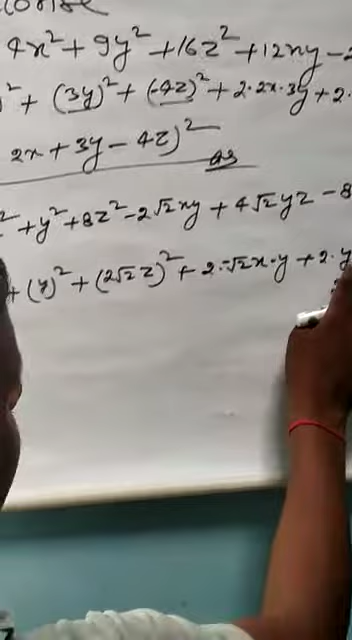 4x² + 9y² + 16z² + 12xy -
² + (3y)² + (-4z)² + 2·2x·3y + 2·
2x + 3y - 4z)²
² + y² + 8z² - 2√2xy + 4√2yz - 8
+ (y)² + (2√2z)² + 2·-√2x·y + 2·y